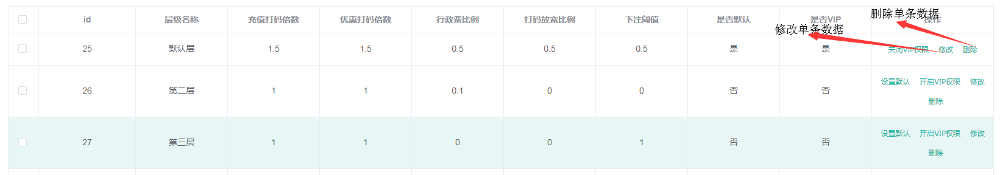 删除单条数据
id 层级名称 充值打码倍数 优惠打码倍数 行政费比例 打码放宽比例 下注阈值 是否默认 是否VIP 操作
修改单条数据
25 默认层 1.5 1.5 0.5 0.5 0.5 是 是 关闭VIP权限 修改 删除
设置默认 开启VIP权限 修改
26 第二层 1 1 0.1 0 0 否 否
删除
设置默认 开启VIP权限 修改
27 第三层 1 1 0 0 1 否 否
删除